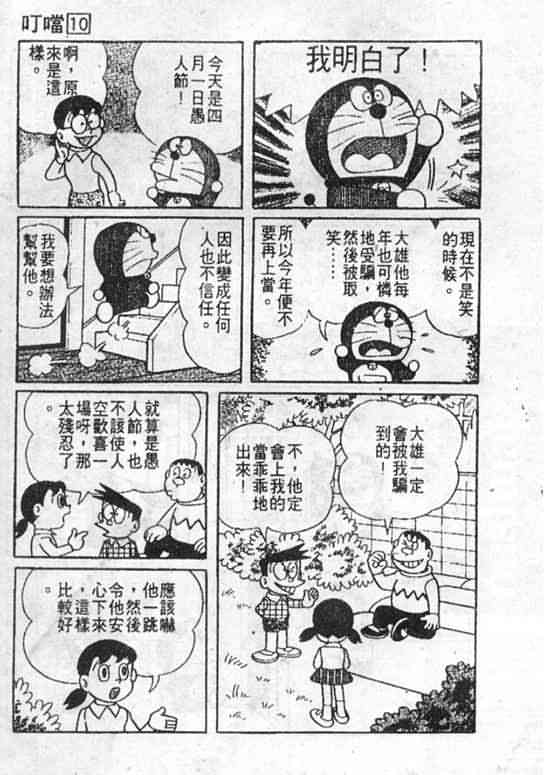 叮噹10
我明白了！
今天是四
月一日愚
人節！
啊，原
來是這
樣。
現在不是笑
的時候。
大雄他每
年也可憐
地受騙，
然後被取
笑……
所以今年便不
要再上當。
因此變成任何
人也不信任。
我要想辦法
幫幫他。
大雄一定
會被我騙
到的！
不，他定
會上我的
當乖乖地
出來！
就算是愚
人節，也
不該使人
空歡喜一
場呀，那
太殘忍了
。
應該嚇
他一跳
，然後
令他安
心下來
，這樣
比較好
。